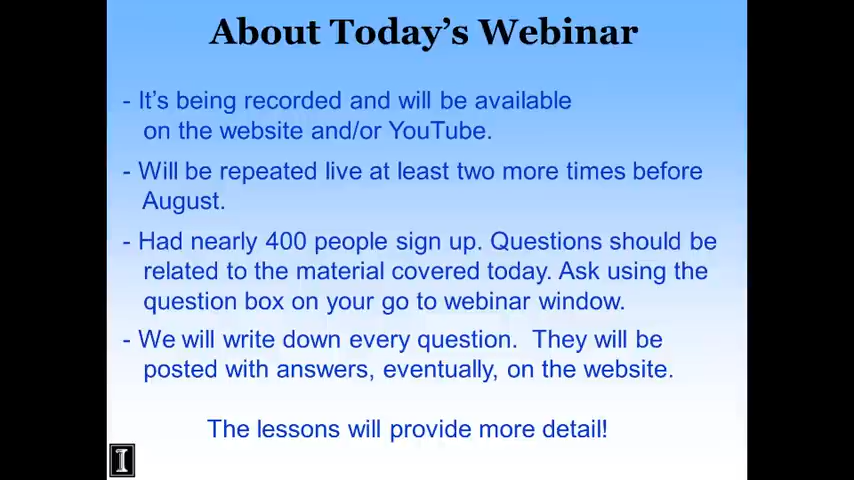 About Today's Webinar
- It's being recorded and will be available
on the website and/or YouTube.
- Will be repeated live at least two more times before
August.
- Had nearly 400 people sign up. Questions should be
related to the material covered today. Ask using the
question box on your go to webinar window.
- We will write down every question.  They will be
posted with answers, eventually, on the website.
The lessons will provide more detail!
I